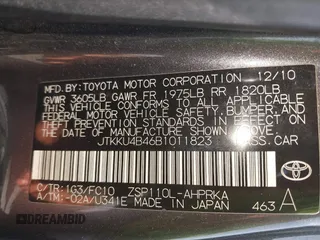 MFD. BY: TOYOTA MOTOR CORPORATION 12/10
GVWR 3605LB GAWR FR 1975LB RR 1820LB
THIS VEHICLE CONFORMS TO ALL APPLICABLE
FEDERAL MOTOR VEHICLE SAFETY, BUMPER, AND
THEFT PREVENTION STANDARDS IN EFFECT ON
THE DATE OF MANUFACTURE SHOWN ABOVE.
JTKKU4B46B1011823 PASS.CAR
C/TR:1G3/FC10 ZSP110L-AHPRKA
A/TM:-02A/U341E MADE IN JAPAN 463 A
TOYOTA
DREAMBID